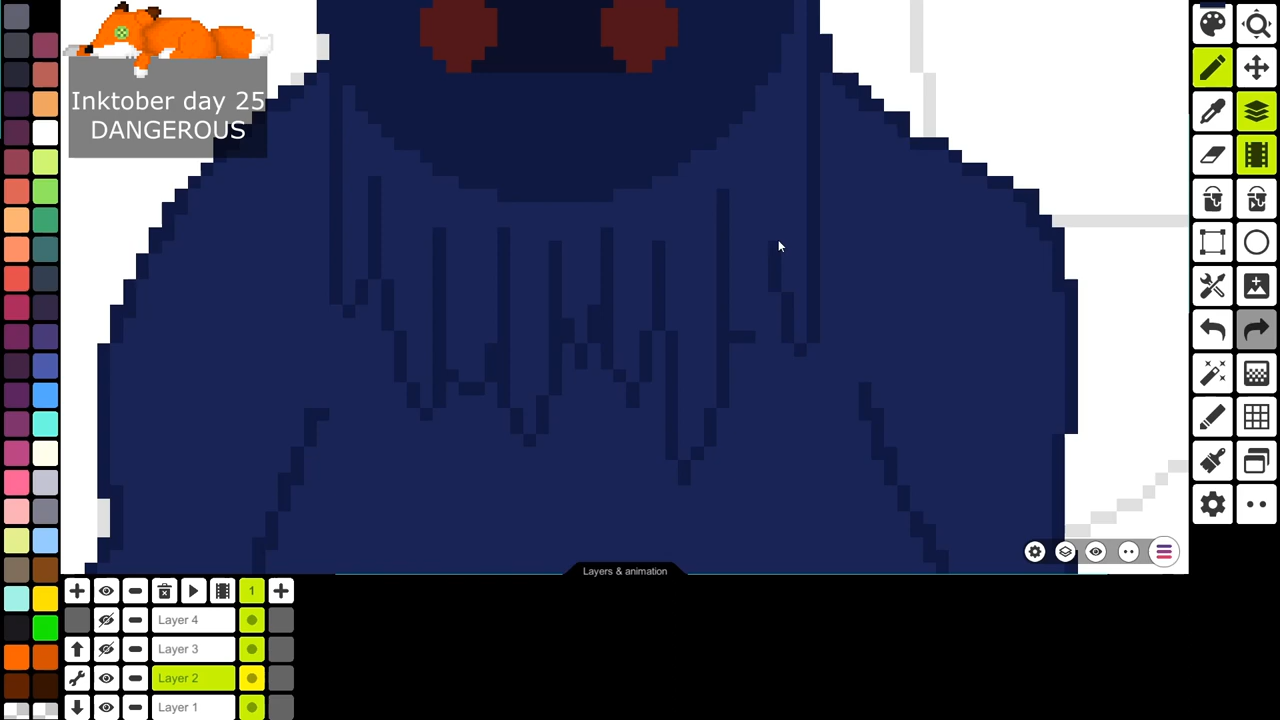 Inktober day 25
DANGEROUS
Layers & animation
1
Layer 4
Layer 3
Layer 2
Layer 1